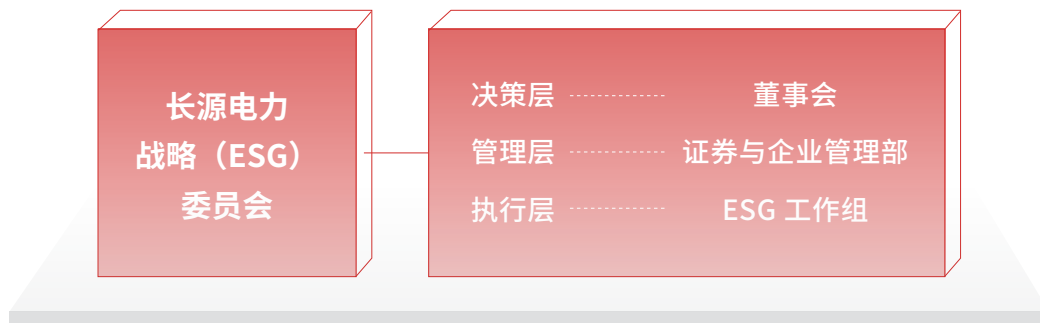 长源电力
战略（ESG）
委员会
决策层 董事会
管理层 证券与企业管理部
执行层 ESG 工作组